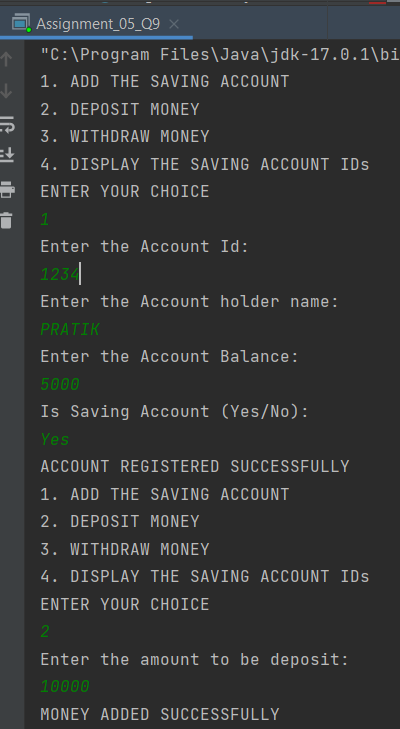 Assignment_05_Q9
"C:\Program Files\Java\jdk-17.0.1\bi
1. ADD THE SAVING ACCOUNT
2. DEPOSIT MONEY
3. WITHDRAW MONEY
4. DISPLAY THE SAVING ACCOUNT IDs
ENTER YOUR CHOICE
1
Enter the Account Id:
1234
Enter the Account holder name:
PRATIK
Enter the Account Balance:
5000
Is Saving Account (Yes/No):
Yes
ACCOUNT REGISTERED SUCCESSFULLY
1. ADD THE SAVING ACCOUNT
2. DEPOSIT MONEY
3. WITHDRAW MONEY
4. DISPLAY THE SAVING ACCOUNT IDs
ENTER YOUR CHOICE
2
Enter the amount to be deposit:
10000
MONEY ADDED SUCCESSFULLY